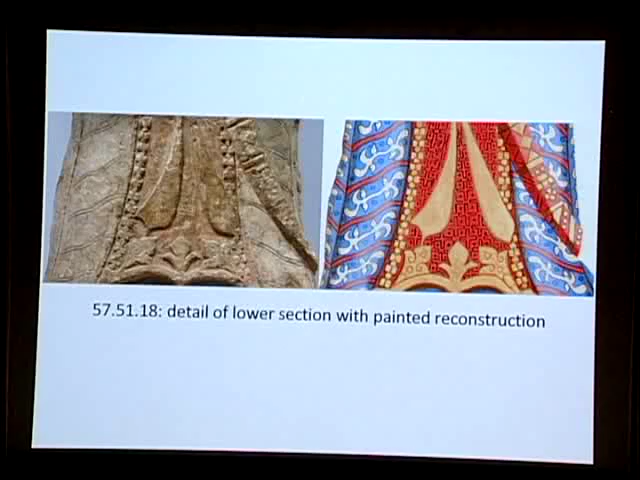 57.51.18: detail of lower section with painted reconstruction